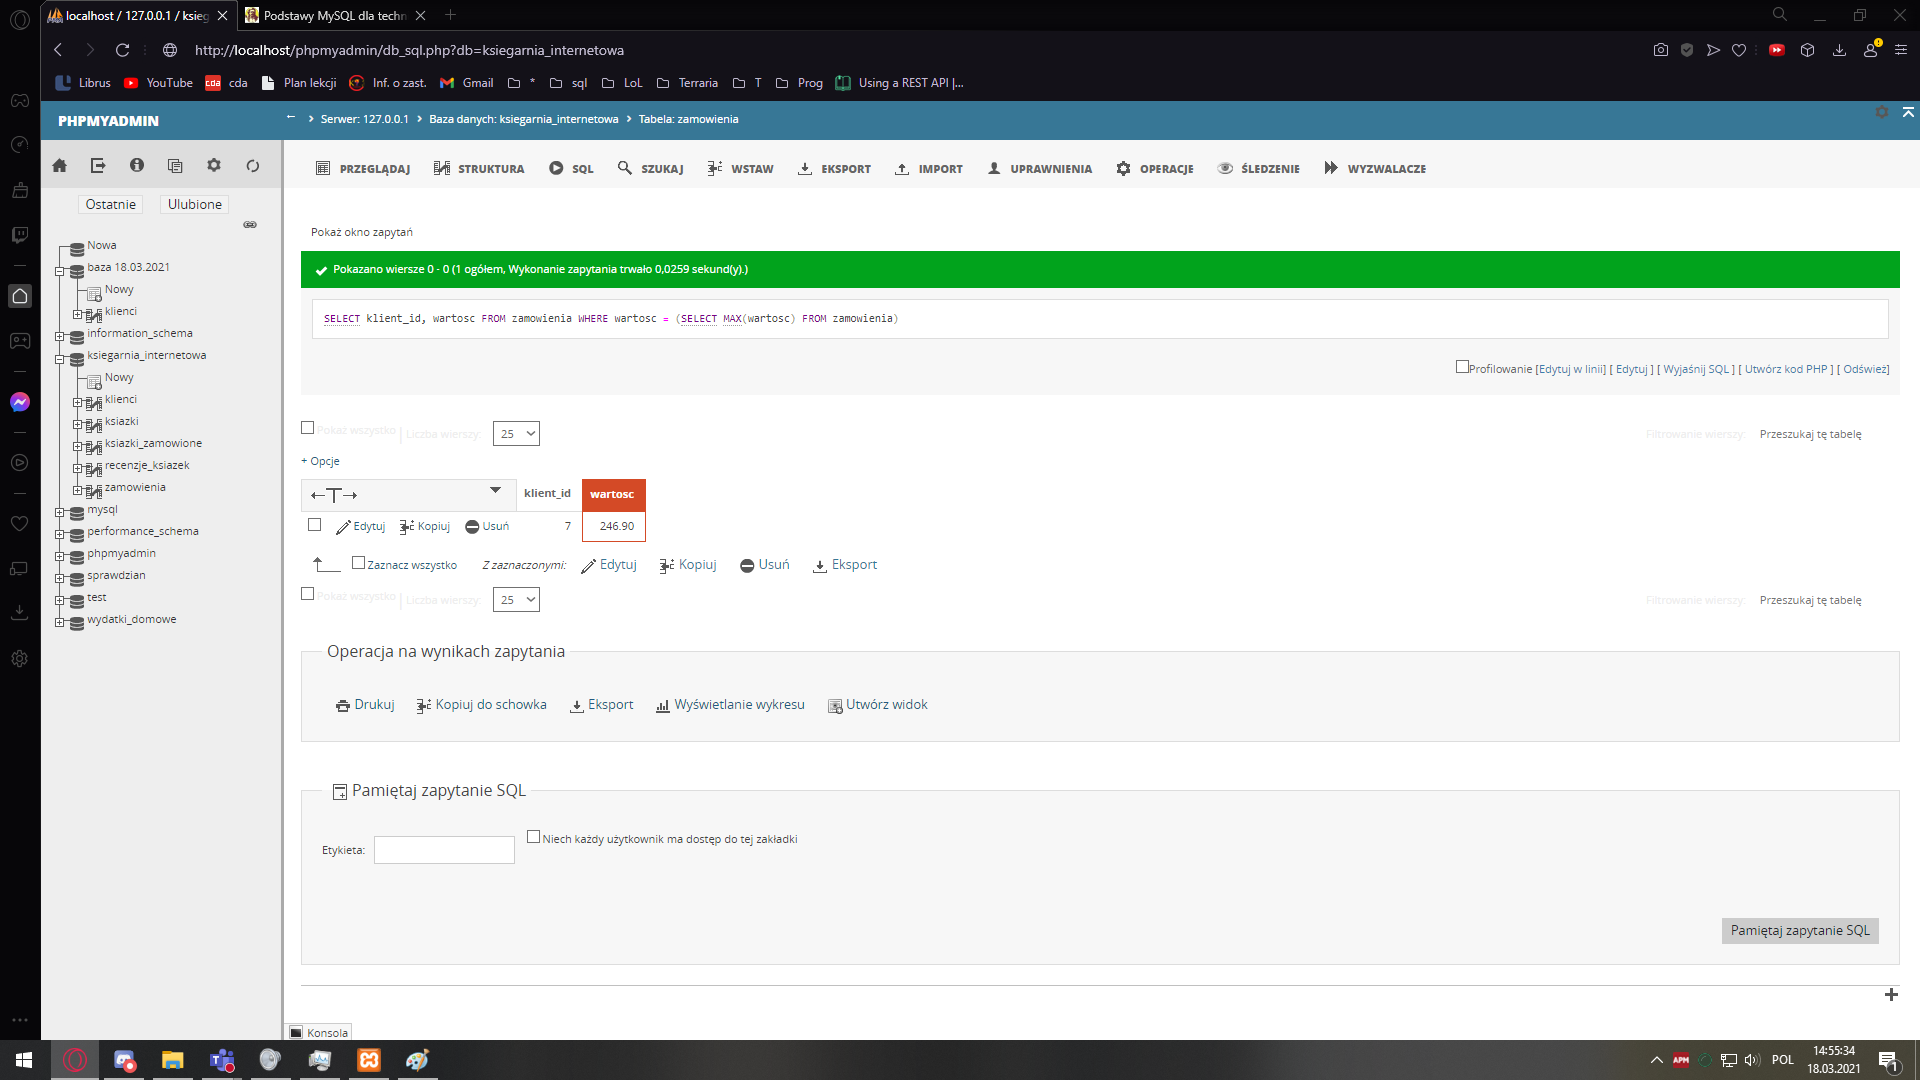 localhost / 127.0.0.1 / ksieg
Podstawy MySQL dla techn
http://localhost/phpmyadmin/db_sql.php?db=ksiegarnia_internetowa
Librus
YouTube
cda
cda
Plan lekcji
Inf. o zast.
Gmail
*
sql
LoL
Terraria
T
Prog
Using a REST API |...
PHPMYADMIN
Serwer: 127.0.0.1
Baza danych: ksiegarnia_internetowa
Tabela: zamowienia
PRZEGLĄDAJ
STRUKTURA
SQL
SZUKAJ
WSTAW
EKSPORT
IMPORT
UPRAWNIENIA
OPERACJE
ŚLEDZENIE
WYZWALACZE
Ostatnie
Ulubione
Nowa
baza 18.03.2021
Nowy
klienci
information_schema
ksiegarnia_internetowa
Nowy
klienci
ksiazki
ksiazki_zamowione
recenzje_ksiazek
zamowienia
mysql
performance_schema
phpmyadmin
sprawdzian
test
wydatki_domowe
Pokaż okno zapytań
Pokazano wiersze 0 - 0 (1 ogółem, Wykonanie zapytania trwało 0,0259 sekund(y).)
SELECT klient_id, wartosc FROM zamowienia WHERE wartosc = (SELECT MAX(wartosc) FROM zamowienia)
Profilowanie [Edytuj w linii] [ Edytuj ] [ Wyjaśnij SQL ] [ Utwórz kod PHP ] [ Odśwież]
Pokaż wszystko | Liczba wierszy: 25
Filtrowanie wierszy: Przeszukaj tę tabelę
+ Opcje
←T→ klient_id wartosc
Edytuj Kopiuj Usuń 7 246.90
Zaznacz wszystko Z zaznaczonymi: Edytuj Kopiuj Usuń Eksport
Pokaż wszystko | Liczba wierszy: 25
Filtrowanie wierszy: Przeszukaj tę tabelę
Operacja na wynikach zapytania
Drukuj Kopiuj do schowka Eksport Wyświetlanie wykresu Utwórz widok
Pamiętaj zapytanie SQL
Etykieta:
Niech każdy użytkownik ma dostęp do tej zakładki
Pamiętaj zapytanie SQL
Konsola
APM
POL
14:55:34
18.03.2021
1